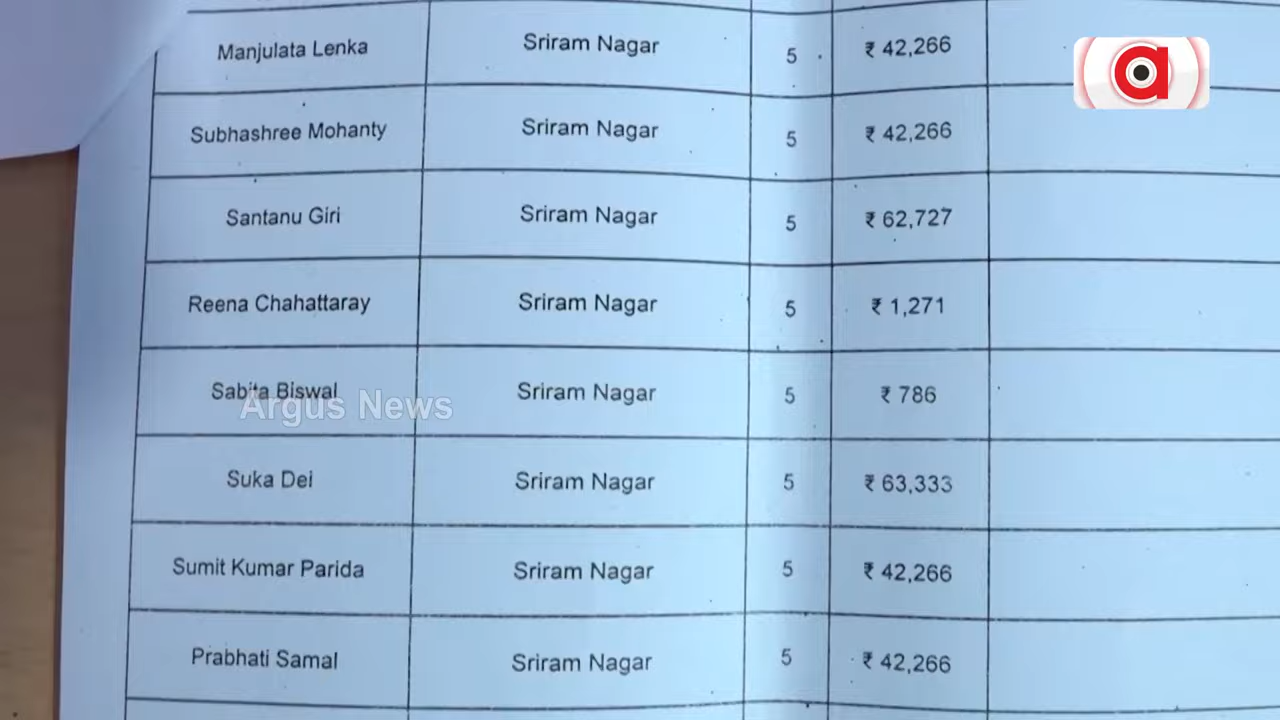 Manjulata Lenka Sriram Nagar 5 ₹ 42,266
Subhashree Mohanty Sriram Nagar 5 ₹ 42,266
Santanu Giri Sriram Nagar 5 ₹ 62,727
Reena Chahattaray Sriram Nagar 5 ₹ 1,271
Sabita Biswal Sriram Nagar 5 ₹ 786
Argus News
Suka Dei Sriram Nagar 5 ₹ 63,333
Sumit Kumar Parida Sriram Nagar 5 ₹ 42,266
Prabhati Samal Sriram Nagar 5 ₹ 42,266
a